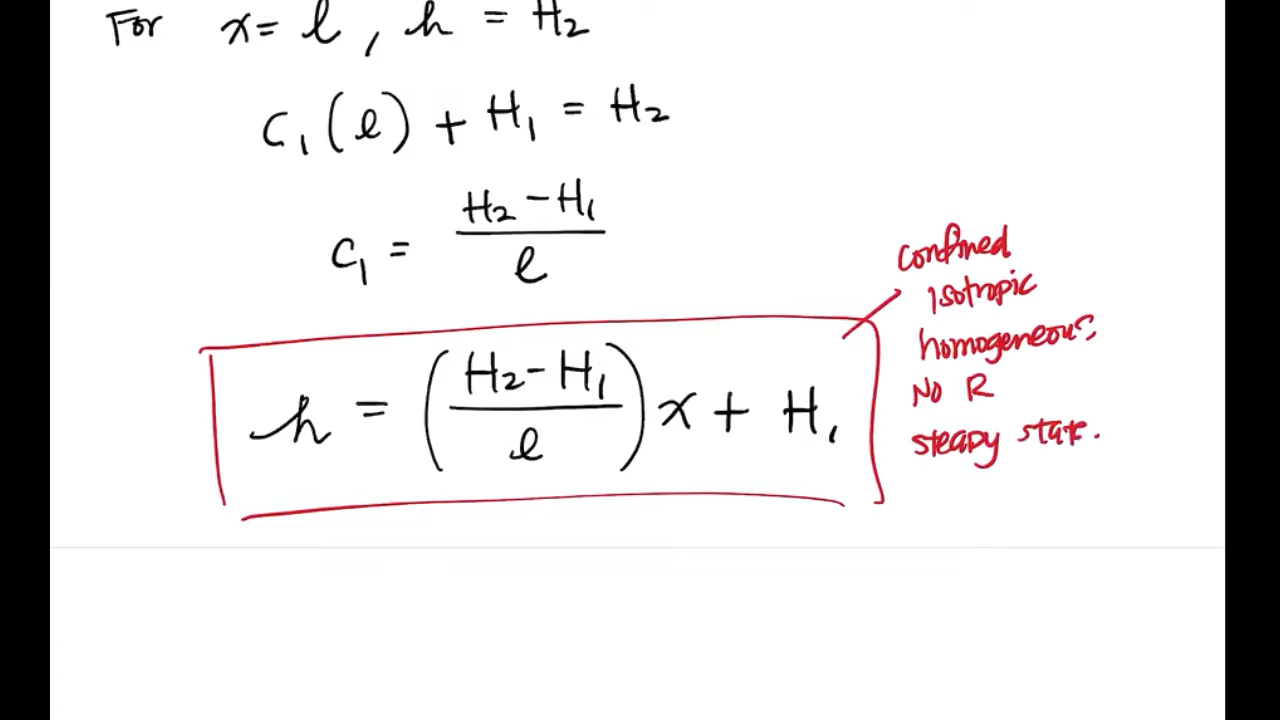 For x = l, h = H₂
C₁(l) + H₁ = H₂
C₁ = (H₂ - H₁)/l
h = ((H₂ - H₁)/l) x + H₁
confined
isotropic
homogeneous
No R
steady state.